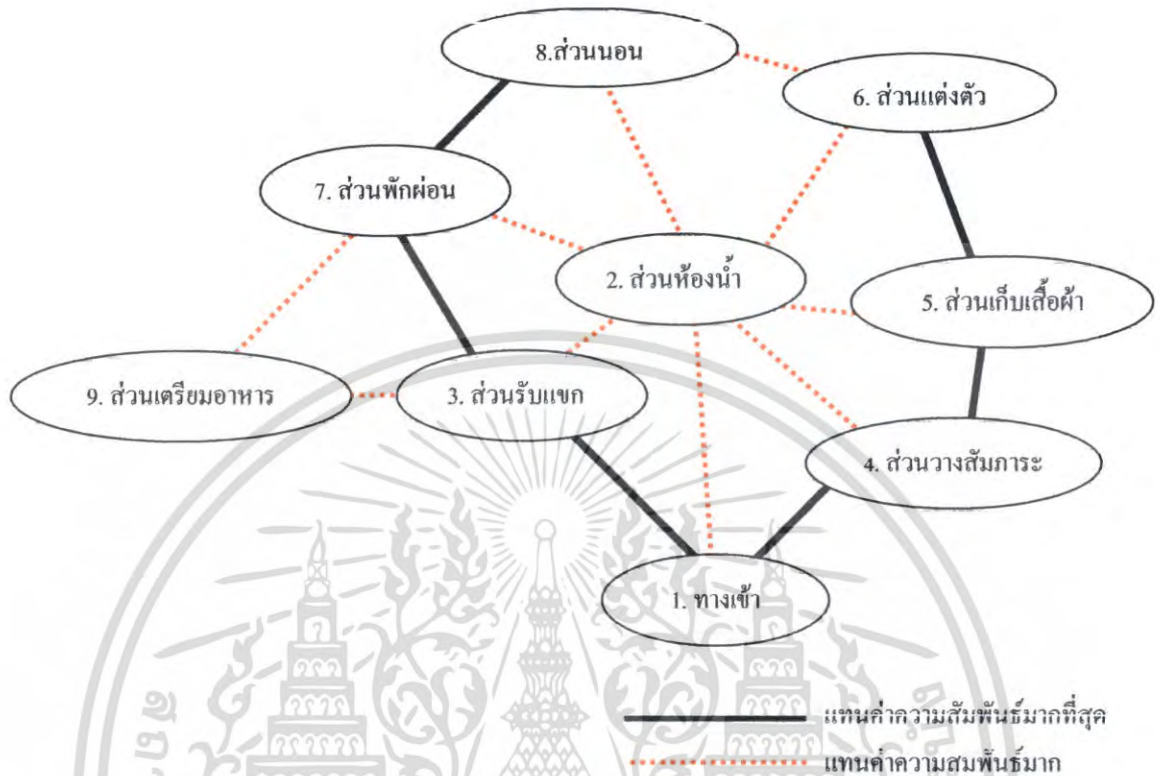 8.ส่วนนอน
6. ส่วนแต่งตัว
7. ส่วนพักผ่อน
2. ส่วนห้องน้ำ
5. ส่วนเก็บเสื้อผ้า
9. ส่วนเตรียมอาหาร
3. ส่วนรับแขก
4. ส่วนวางสัมภาระ
1. ทางเข้า
แทนค่าความสัมพันธ์มากที่สุด
แทนค่าความสมพันธ์มาก